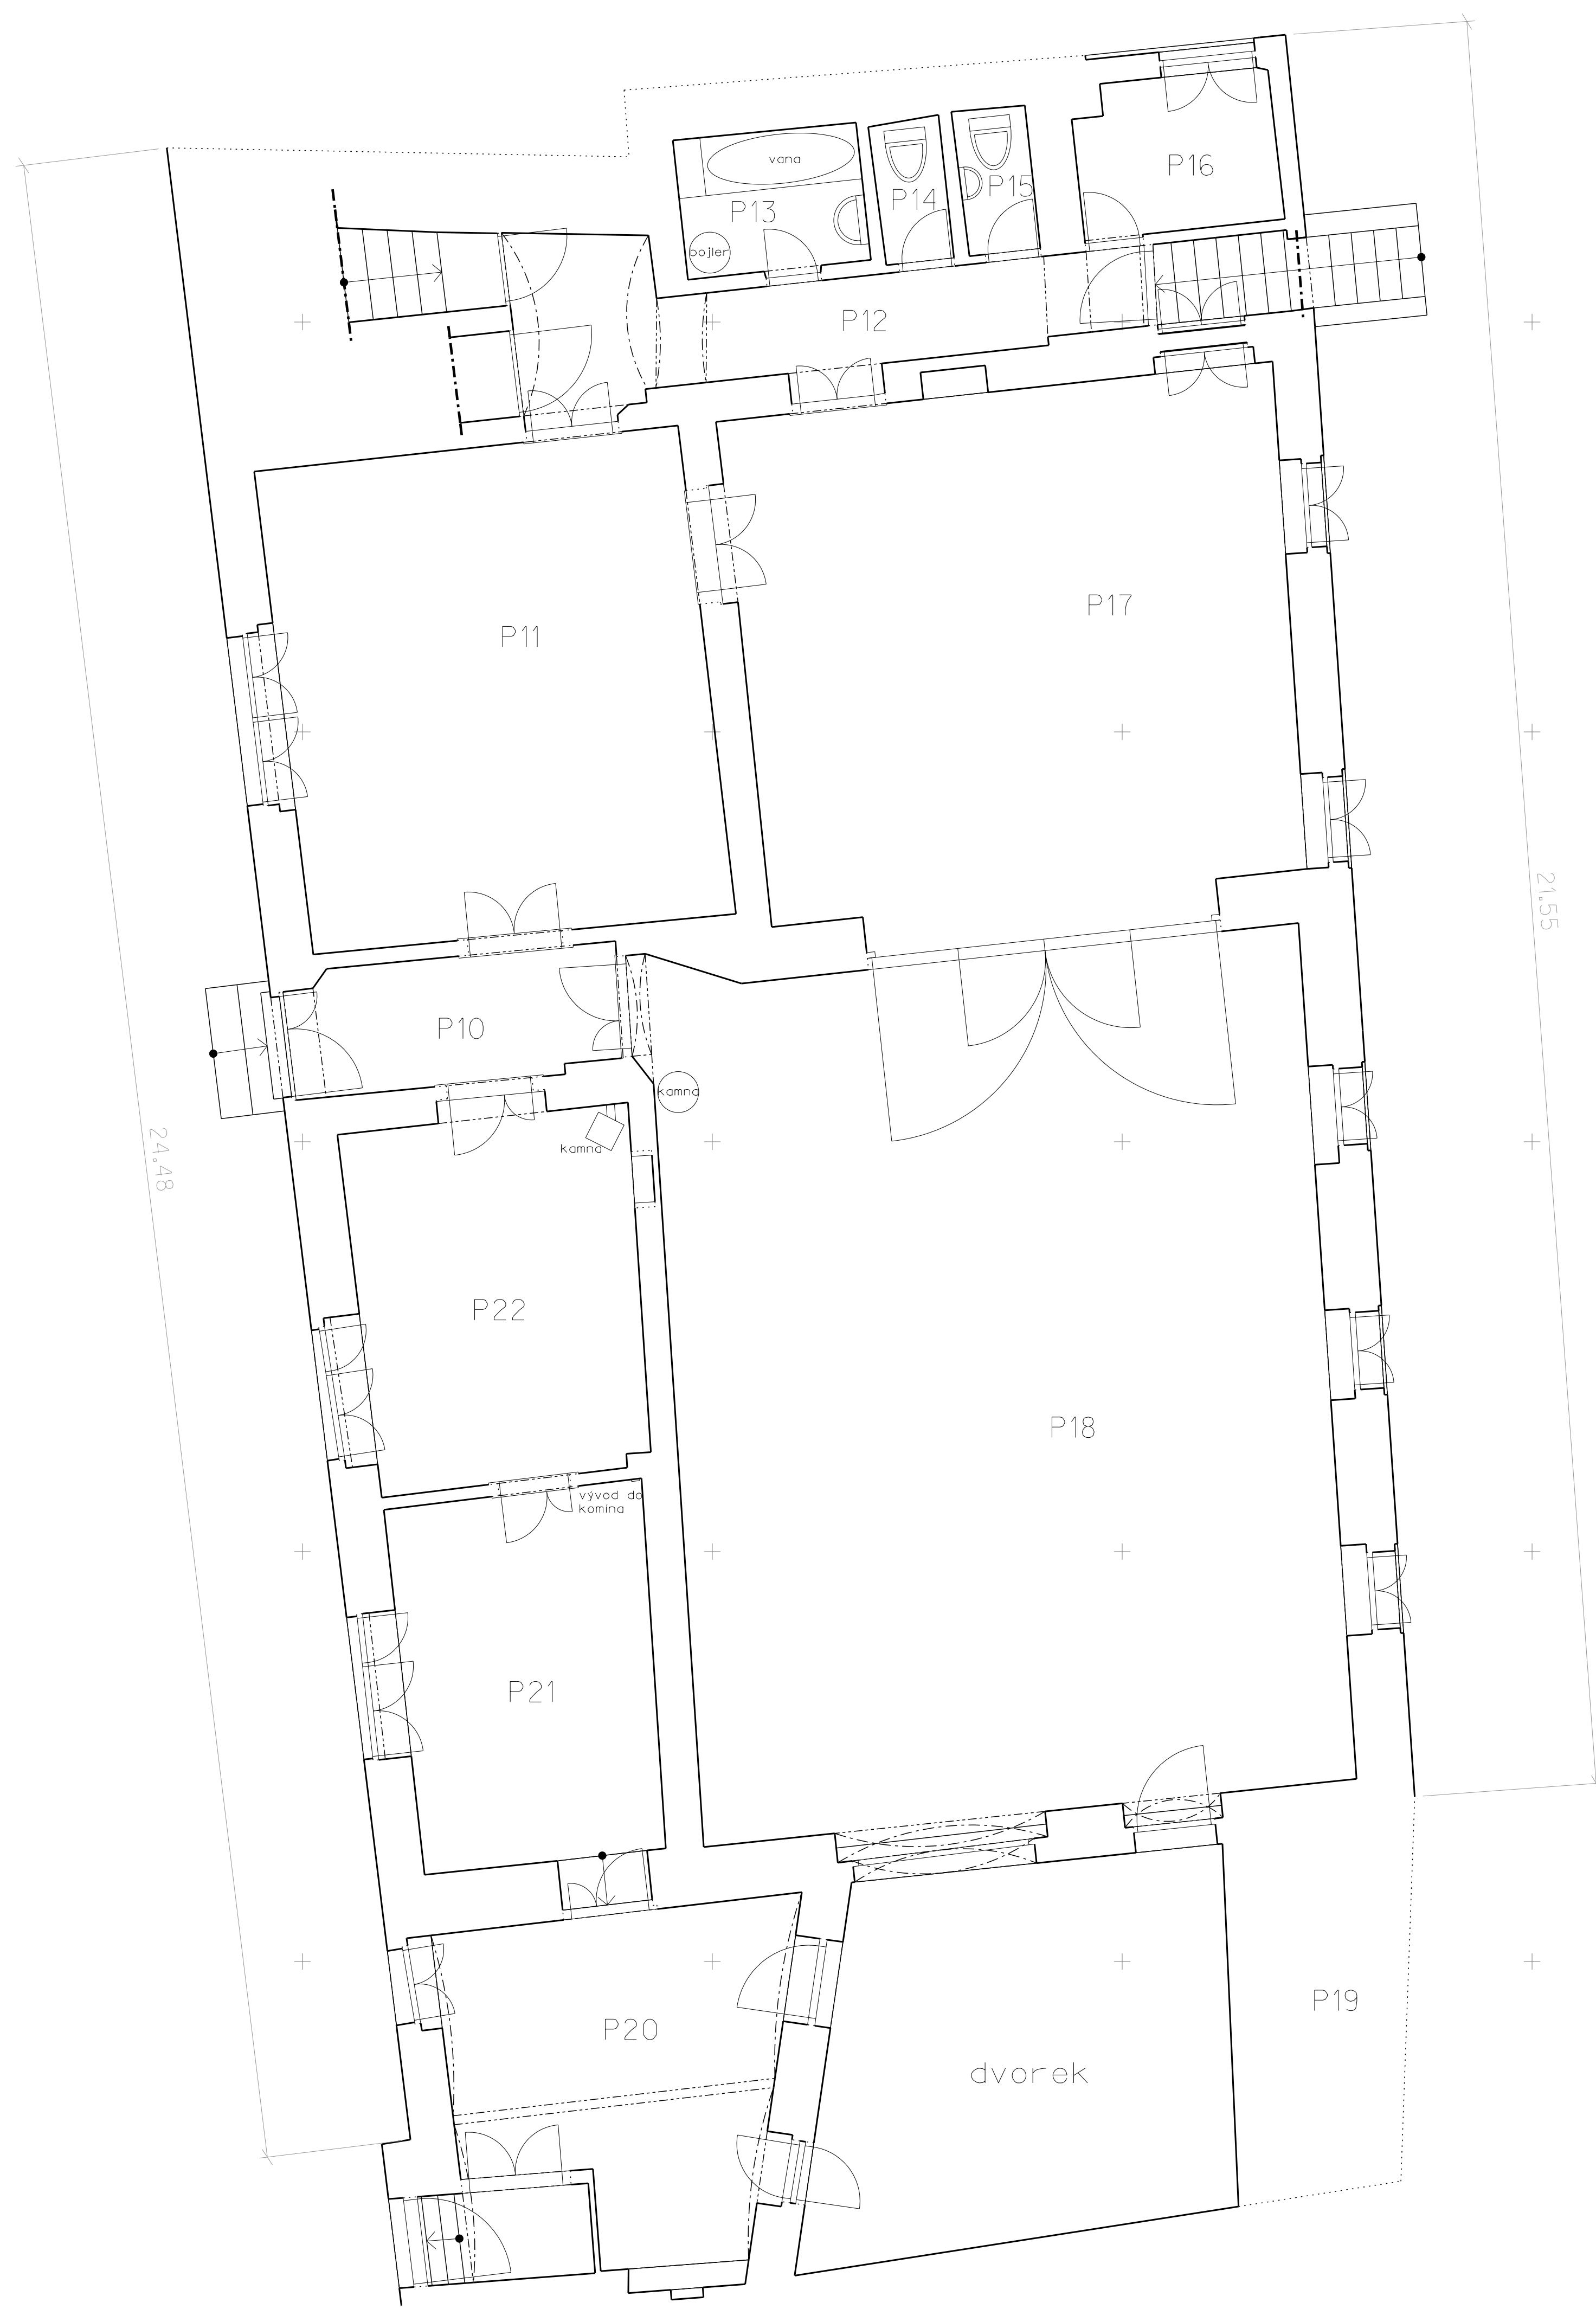 vana
P16
P14
P15
P13
bojler
P12
P17
P11
21.55
P10
kamna
24.48
kamna
P22
P18
vývod do
komína
P21
P19
P20
dvorek